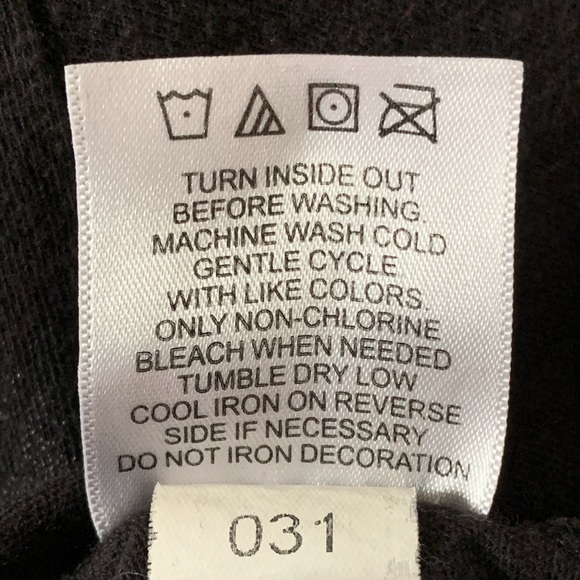 TURN INSIDE OUT
BEFORE WASHING.
MACHINE WASH COLD
GENTLE CYCLE
WITH LIKE COLORS.
ONLY NON-CHLORINE
BLEACH WHEN NEEDED
TUMBLE DRY LOW
COOL IRON ON REVERSE
SIDE IF NECESSARY
DO NOT IRON DECORATION
031